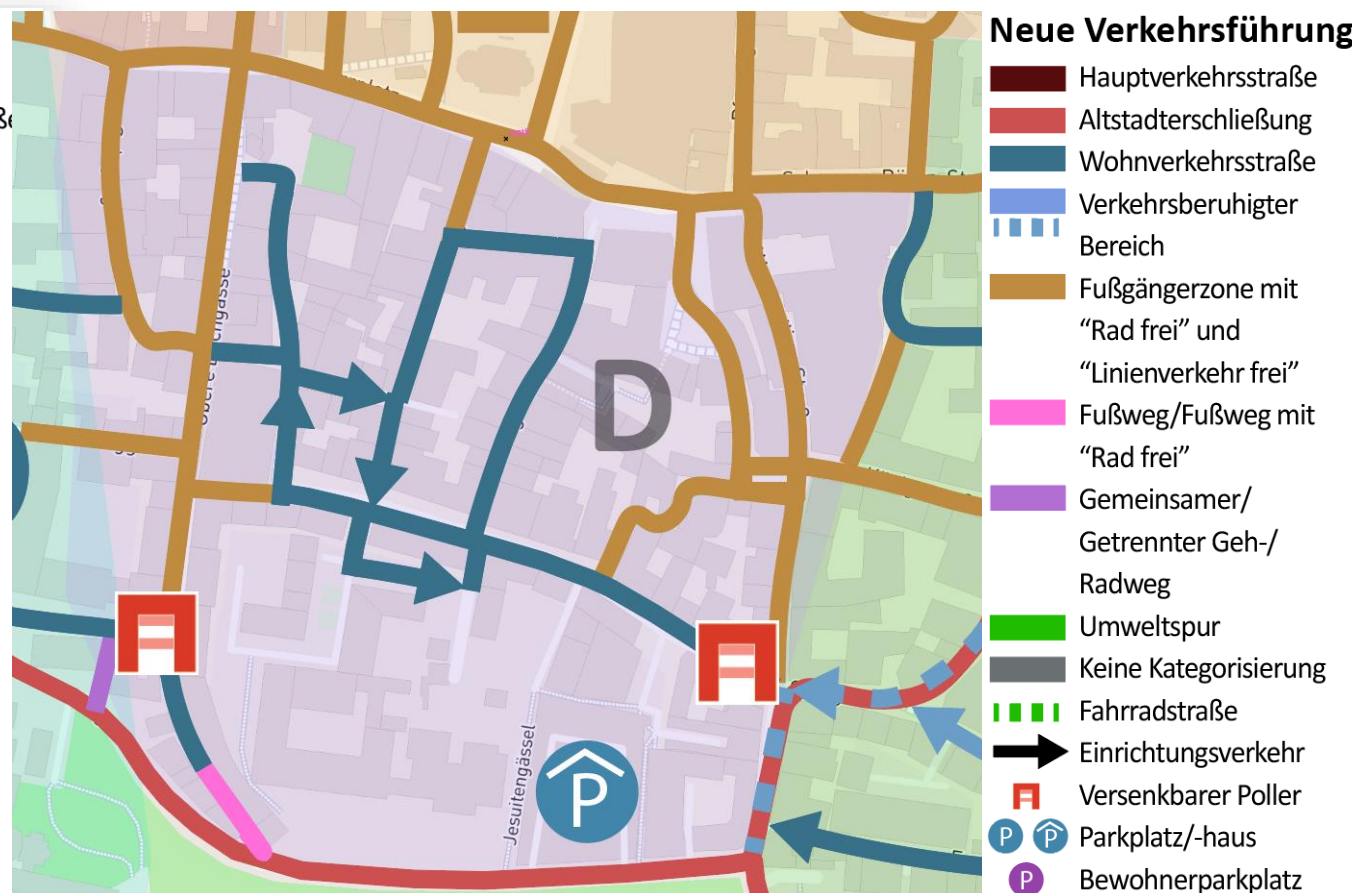 Neue Verkehrsführung
Hauptverkehrsstraße
Altstadterschließung
Wohnverkehrsstraße
Verkehrsberuhigter
Bereich
Fußgängerzone mit
“Rad frei” und
“Linienverkehr frei”
Fußweg/Fußweg mit
“Rad frei”
Gemeinsamer/
Getrennter Geh-/
Radweg
Umweltspur
Keine Kategorisierung
Fahrradstraße
Einrichtungsverkehr
Versenkbarer Poller
P P Parkplatz/-haus
P Bewohnerparkplatz
D
Jesuitengässel
P